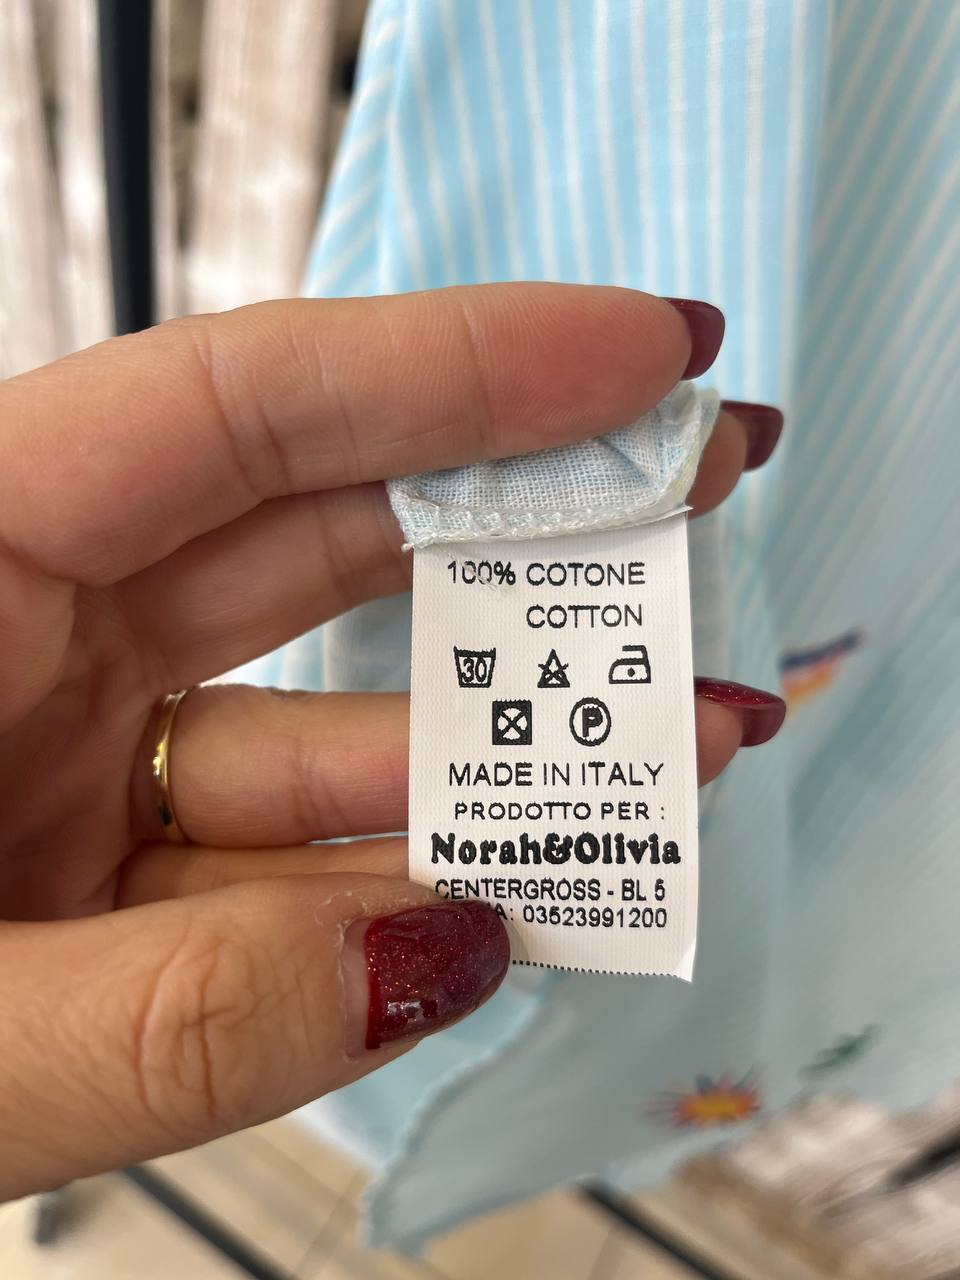 100% COTONE
COTTON
30
P
MADE IN ITALY
PRODOTTO PER :
Norah&Olivia
CENTERGROSS - BL 5
03523991200